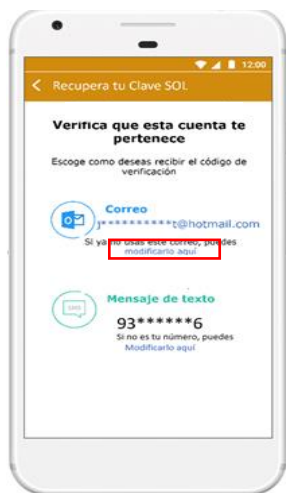 12:00
Recupera tu Clave SOL
Verifica que esta cuenta te
pertenece
Escoge como deseas recibir el código de
verificación
Correo
j***********t@hotmail.com
Si ya no usas este correo, puedes
modificarlo aquí
SMS
Mensaje de texto
93******6
Si no es tu número, puedes
Modificarlo aquí